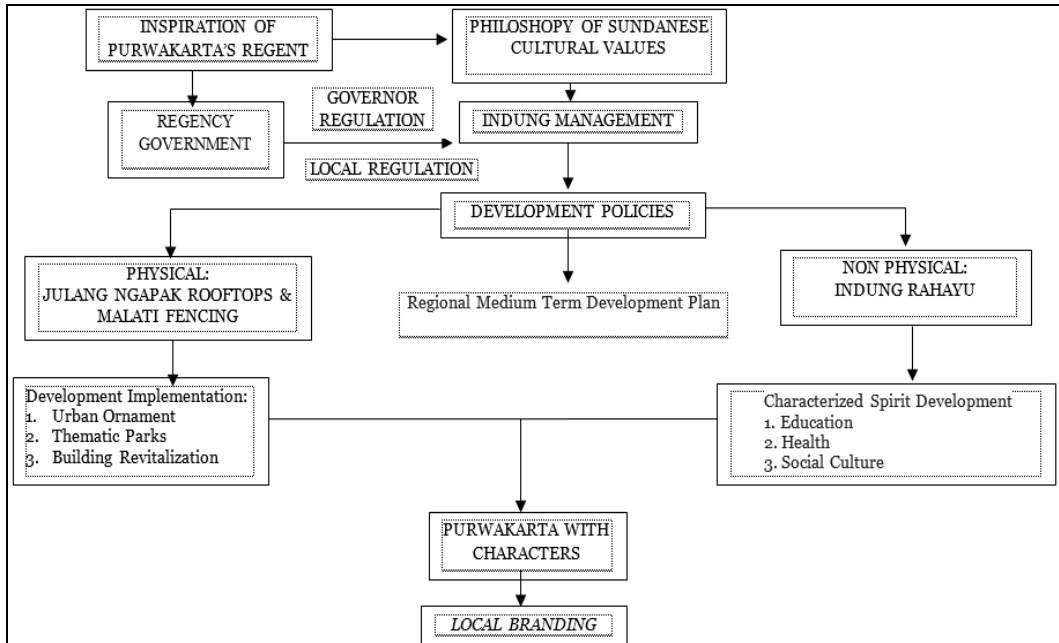 INSPIRATION OF
PURWAKARTA'S REGENT
PHILOSHOPY OF SUNDANESE
CULTURAL VALUES
REGENCY
GOVERNMENT
GOVERNOR
REGULATION
LOCAL REGULATION
INDUNG MANAGEMENT
DEVELOPMENT POLICIES
PHYSICAL:
JULANG NGAPAK ROOFTOPS &
MALATI FENCING
Regional Medium Term Development Plan
NON PHYSICAL:
INDUNG RAHAYU
Development Implementation:
1. Urban Ornament
2. Thematic Parks
3. Building Revitalization
Characterized Spirit Development
1. Education
2. Health
3. Social Culture
PURWAKARTA WITH
CHARACTERS
LOCAL BRANDING